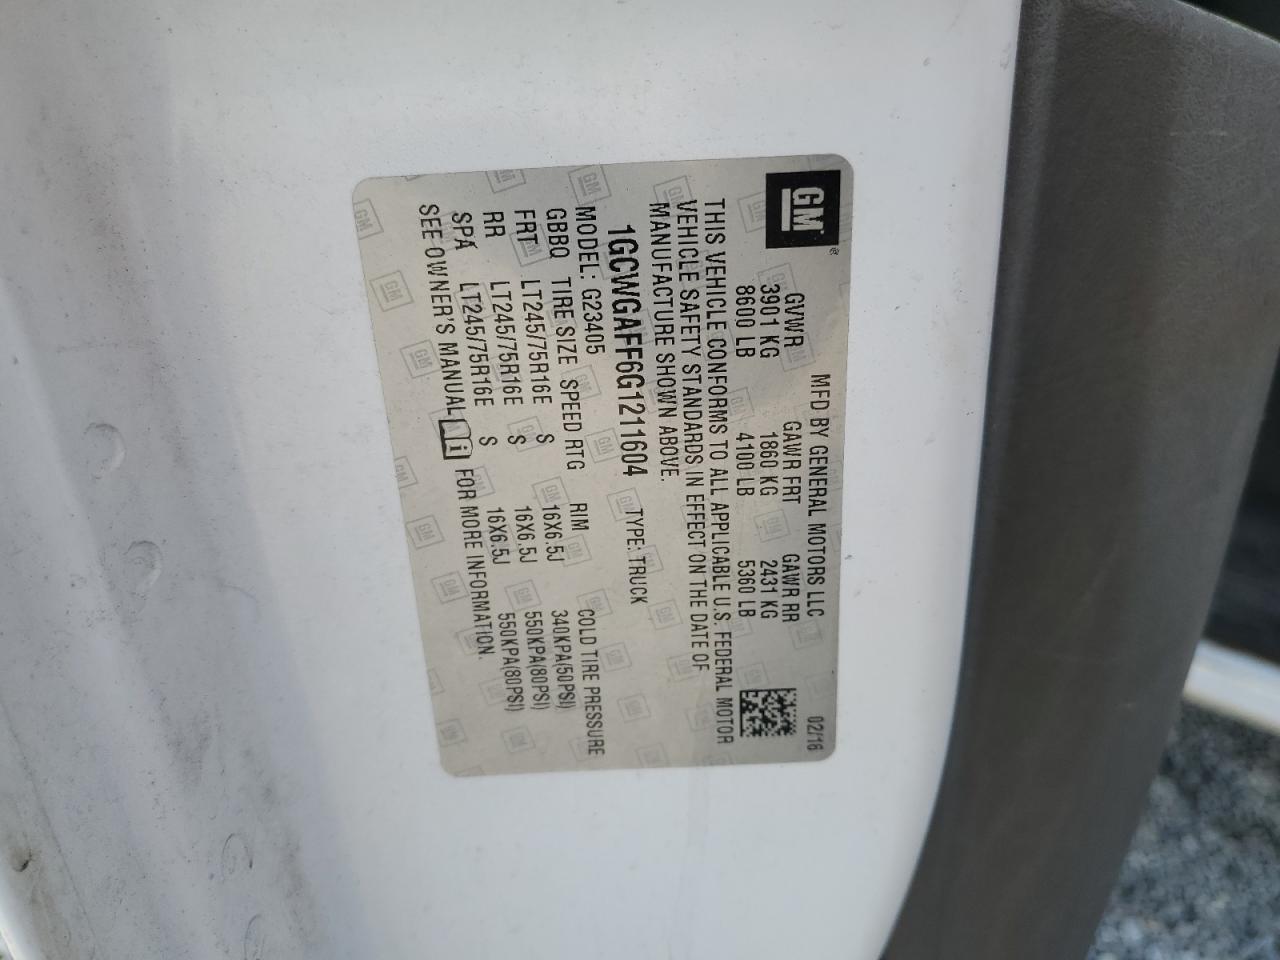 GM®
MFD BY GENERAL MOTORS LLC 02/16
GVWR GAWR FRT GAWR RR
3901 KG 1860 KG 2431 KG
8600 LB 4100 LB 5360 LB
THIS VEHICLE CONFORMS TO ALL APPLICABLE U.S. FEDERAL MOTOR
VEHICLE SAFETY STANDARDS IN EFFECT ON THE DATE OF
MANUFACTURE SHOWN ABOVE.
1GCWGAFF6G1211604 TYPE: TRUCK
MODEL: G23405
GBBQ TIRE SIZE SPEED RTG RIM COLD TIRE PRESSURE
FRT LT245/75R16E S 16X6.5J 340KPA(50PSI)
RR LT245/75R16E S 16X6.5J 550KPA(80PSI)
SPA LT245/75R16E S 16X6.5J 550KPA(80PSI)
SEE OWNER'S MANUAL FOR MORE INFORMATION.